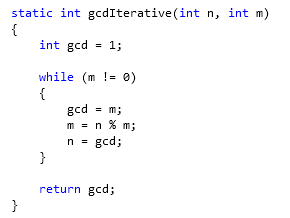 static int gcdIterative(int n, int m)
{
    int gcd = 1;

    while (m != 0)
    {
        gcd = m;
        m = n % m;
        n = gcd;
    }

    return gcd;
}